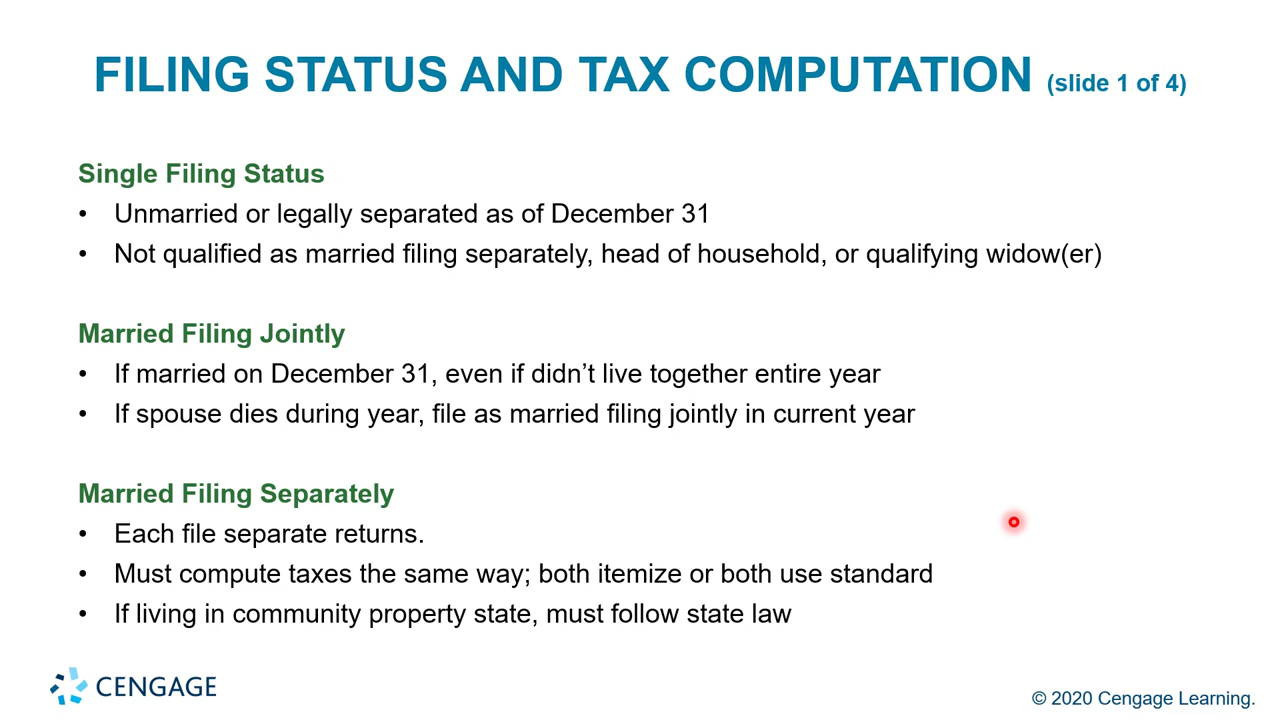 FILING STATUS AND TAX COMPUTATION (slide 1 of 4)
Single Filing Status
• Unmarried or legally separated as of December 31
• Not qualified as married filing separately, head of household, or qualifying widow(er)
Married Filing Jointly
• If married on December 31, even if didn’t live together entire year
• If spouse dies during year, file as married filing jointly in current year
Married Filing Separately
• Each file separate returns.
• Must compute taxes the same way; both itemize or both use standard
• If living in community property state, must follow state law
CENGAGE
© 2020 Cengage Learning.